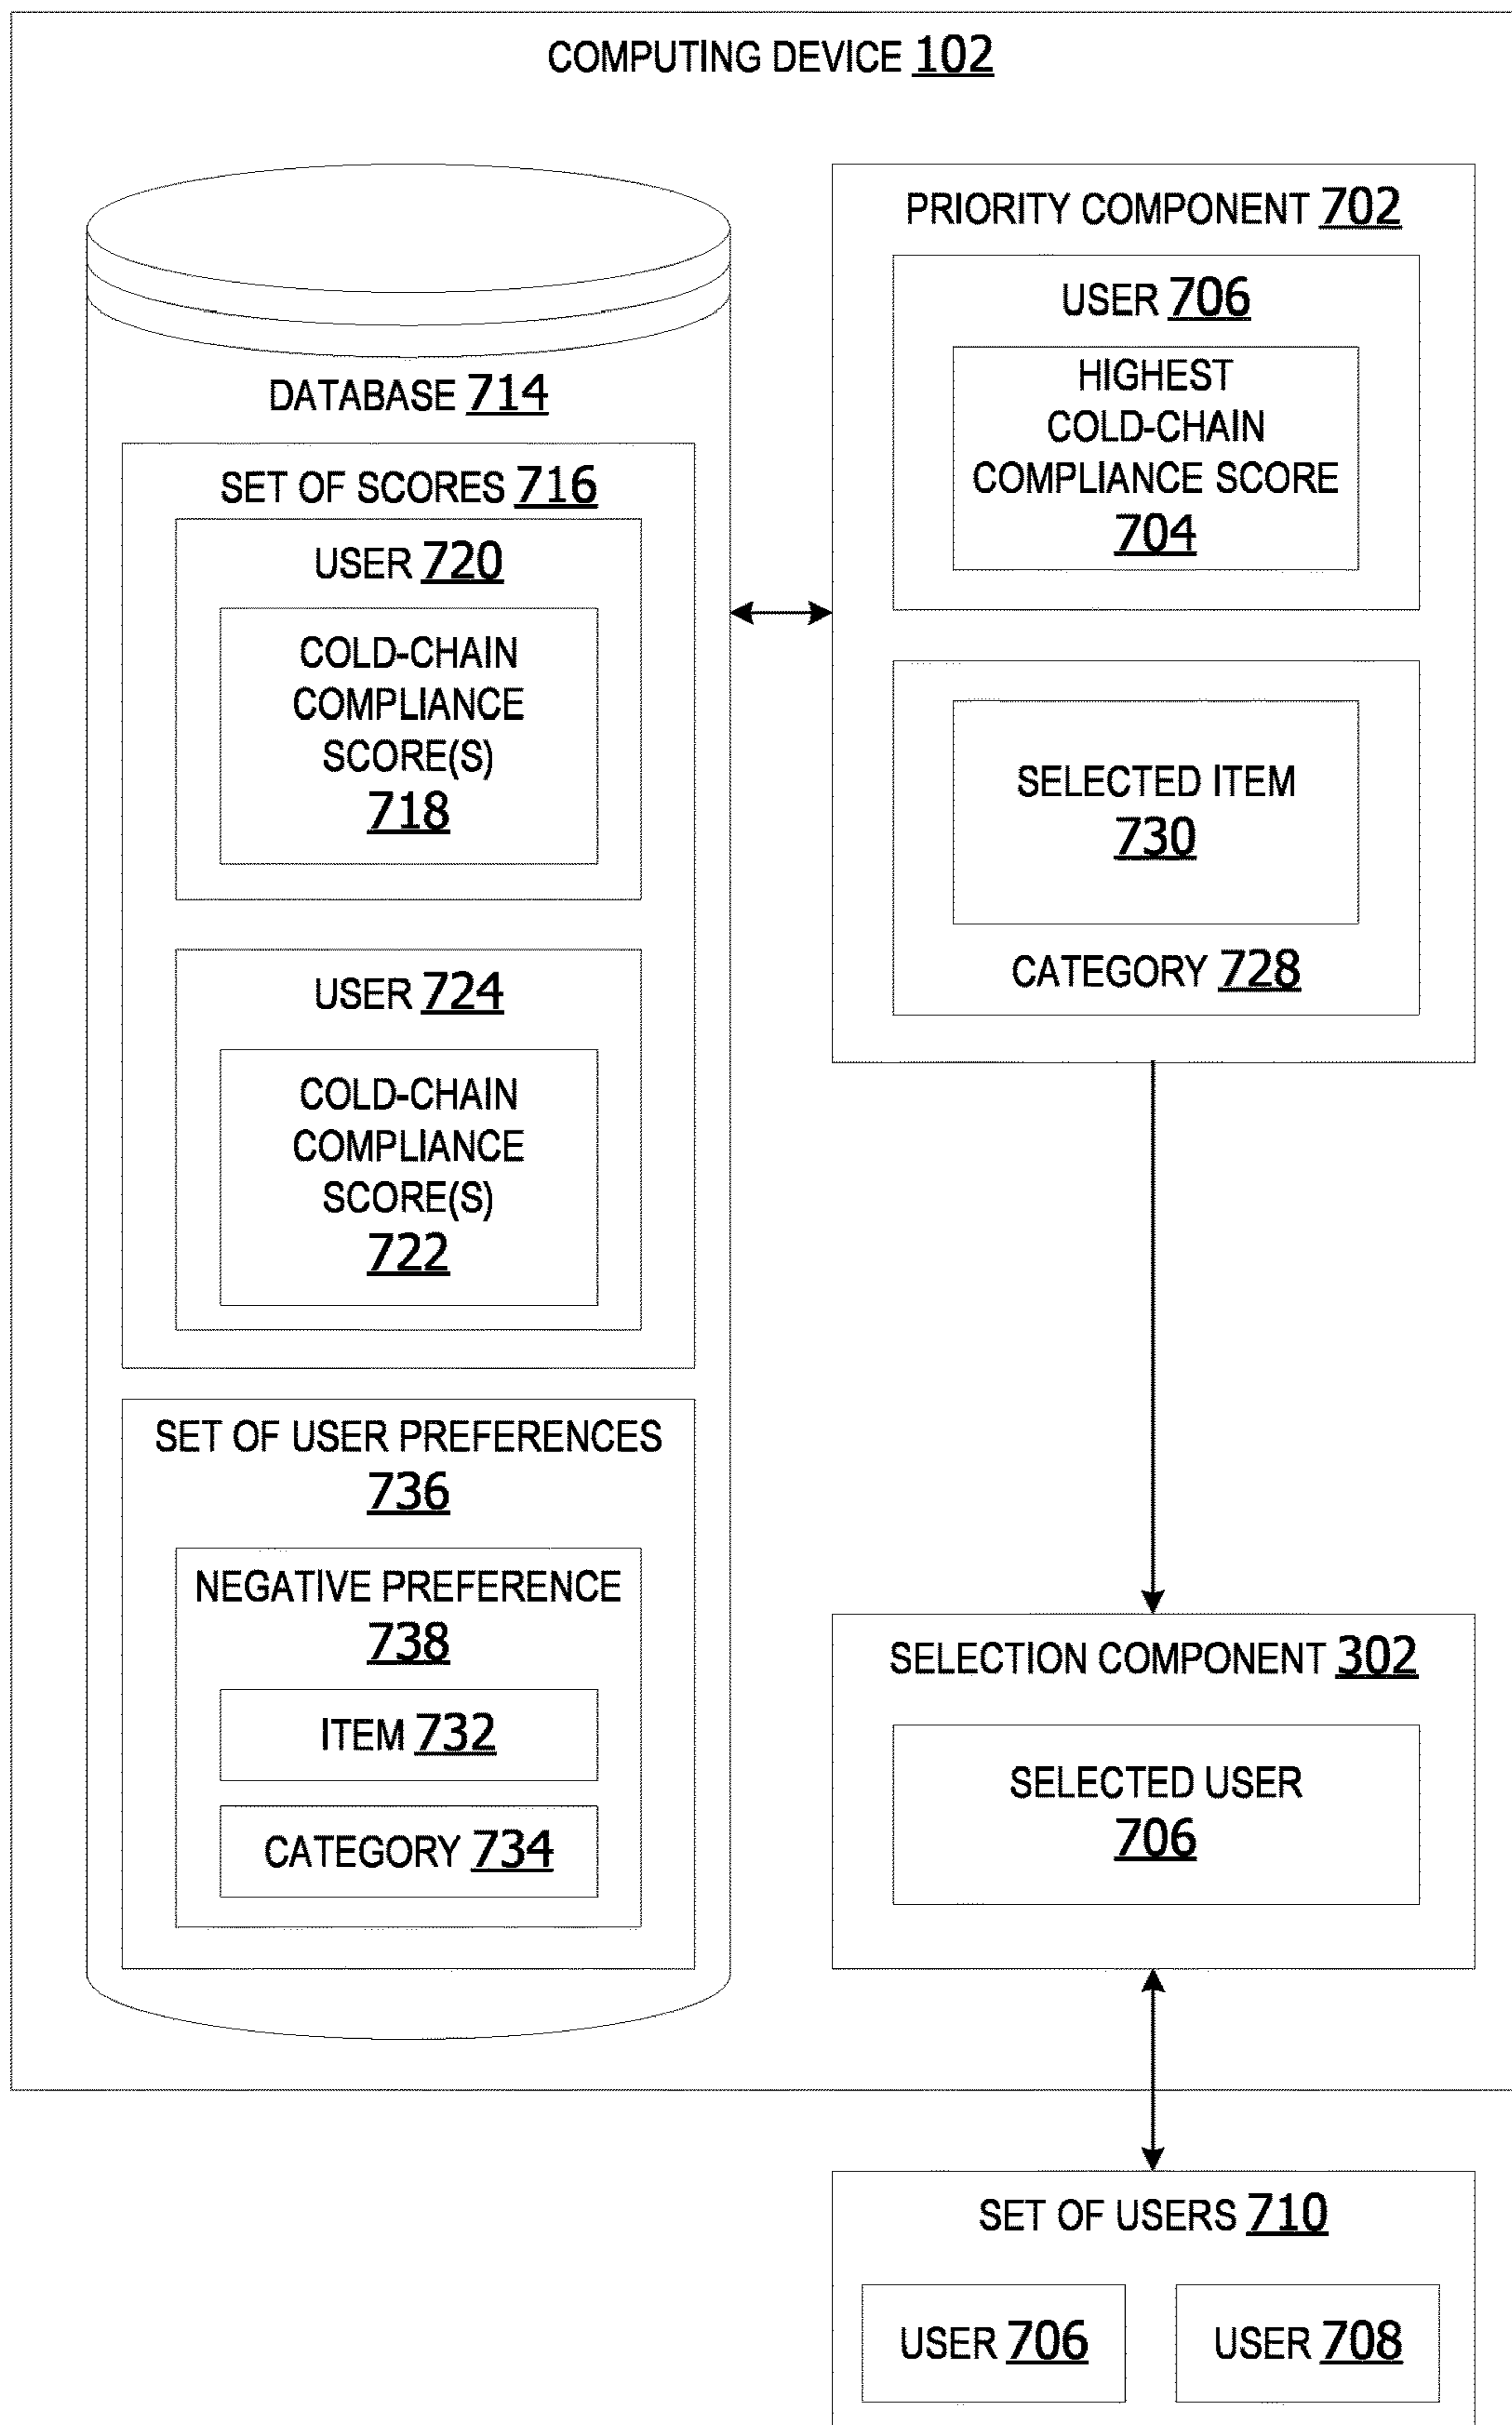 COMPUTING DEVICE 102
DATABASE 714
SET OF SCORES 716
USER 720
COLD-CHAIN
COMPLIANCE
SCORE(S)
718
USER 724
COLD-CHAIN
COMPLIANCE
SCORE(S)
722
SET OF USER PREFERENCES
736
NEGATIVE PREFERENCE
738
ITEM 732
CATEGORY 734
PRIORITY COMPONENT 702
USER 706
HIGHEST
COLD-CHAIN
COMPLIANCE SCORE
704
SELECTED ITEM
730
CATEGORY 728
SELECTION COMPONENT 302
SELECTED USER
706
SET OF USERS 710
USER 706
USER 708